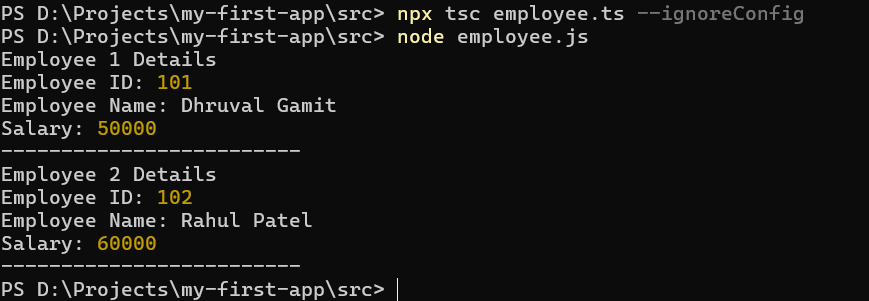 PS D:\Projects\my-first-app\src> npx tsc employee.ts --ignoreConfig
PS D:\Projects\my-first-app\src> node employee.js
Employee 1 Details
Employee ID: 101
Employee Name: Dhruval Gamit
Salary: 50000
-------------------------
Employee 2 Details
Employee ID: 102
Employee Name: Rahul Patel
Salary: 60000
-------------------------
PS D:\Projects\my-first-app\src>